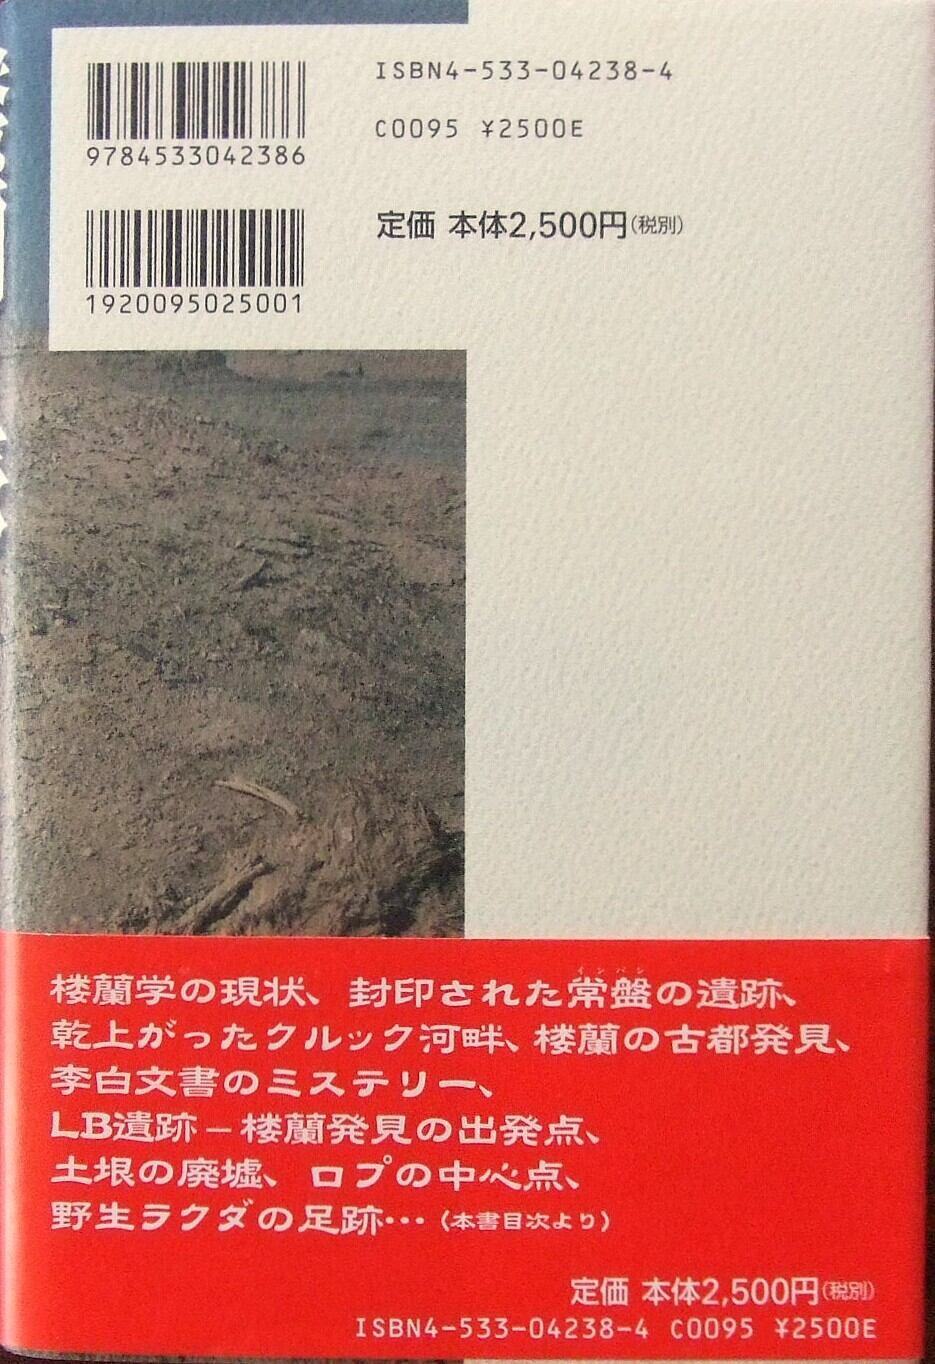 ISBN4-533-04238-4
C0095 ¥2500E
9784533042386
定価 本体2,500円(税別)
1920095025001
楼蘭学の現状、封印された常盤の遺跡、
インパン
乾上がったクルック河畔、楼蘭の古都発見、
李白文書のミステリー、
LB遺跡－楼蘭発見の出発点、
土垠の廃墟、ロプの中心点、
野生ラクダの足跡…（本書目次より）
定価 本体2,500円(税別)
ISBN4-533-04238-4 C0095 ¥2500E